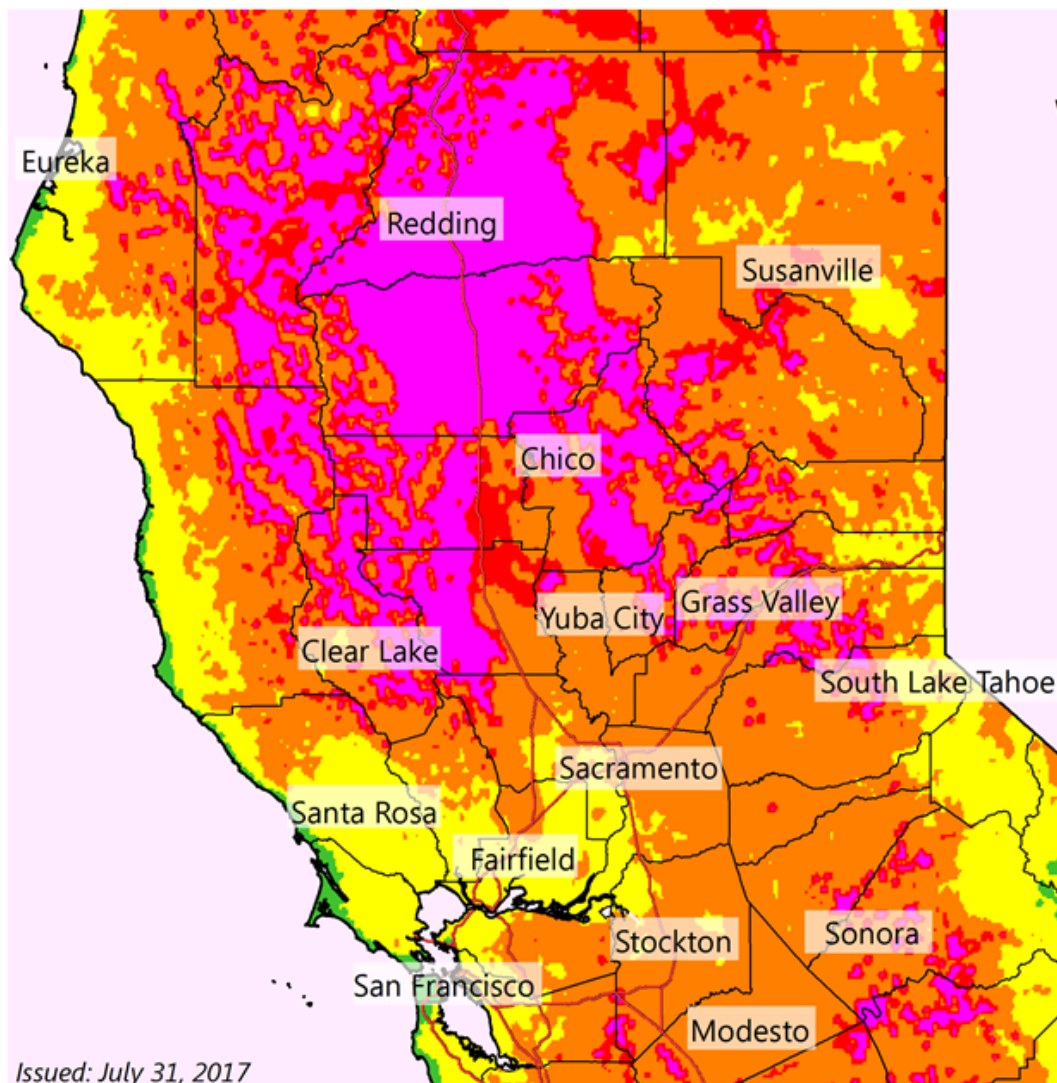 Eureka
Redding
Susanville
Chico
Yuba City
Grass Valley
Clear Lake
South Lake Tahoe
Sacramento
Santa Rosa
Fairfield
Stockton
Sonora
San Francisco
Modesto
Issued: July 31, 2017